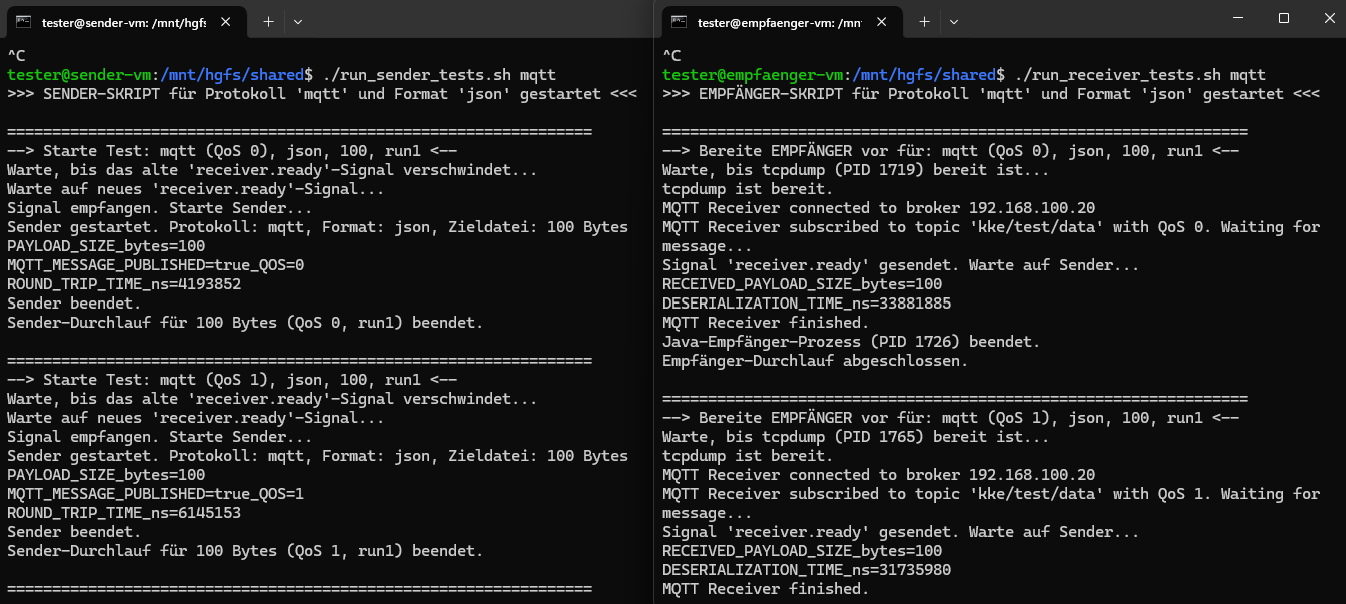 tester@sender-vm: /mnt/hgfs
^C
tester@sender-vm:/mnt/hgfs/shared$ ./run_sender_tests.sh mqtt
>>> SENDER-SKRIPT für Protokoll 'mqtt' und Format 'json' gestartet <<<
================================================================
--> Starte Test: mqtt (QoS 0), json, 100, run1 <--
Warte, bis das alte 'receiver.ready'-Signal verschwindet...
Warte auf neues 'receiver.ready'-Signal...
Signal empfangen. Starte Sender...
Sender gestartet. Protokoll: mqtt, Format: json, Zieldatei: 100 Bytes
PAYLOAD_SIZE_bytes=100
MQTT_MESSAGE_PUBLISHED=true_QOS=0
ROUND_TRIP_TIME_ns=4193852
Sender beendet.
Sender-Durchlauf für 100 Bytes (QoS 0, run1) beendet.
================================================================
--> Starte Test: mqtt (QoS 1), json, 100, run1 <--
Warte, bis das alte 'receiver.ready'-Signal verschwindet...
Warte auf neues 'receiver.ready'-Signal...
Signal empfangen. Starte Sender...
Sender gestartet. Protokoll: mqtt, Format: json, Zieldatei: 100 Bytes
PAYLOAD_SIZE_bytes=100
MQTT_MESSAGE_PUBLISHED=true_QOS=1
ROUND_TRIP_TIME_ns=6145153
Sender beendet.
Sender-Durchlauf für 100 Bytes (QoS 1, run1) beendet.
================================================================
tester@empfaenger-vm: /mn
^C
tester@empfaenger-vm:/mnt/hgfs/shared$ ./run_receiver_tests.sh mqtt
>>> EMPFÄNGER-SKRIPT für Protokoll 'mqtt' und Format 'json' gestartet <<<
================================================================
--> Bereite EMPFÄNGER vor für: mqtt (QoS 0), json, 100, run1 <--
Warte, bis tcpdump (PID 1719) bereit ist...
tcpdump ist bereit.
MQTT Receiver connected to broker 192.168.100.20
MQTT Receiver subscribed to topic 'kke/test/data' with QoS 0. Waiting for
message...
Signal 'receiver.ready' gesendet. Warte auf Sender...
RECEIVED_PAYLOAD_SIZE_bytes=100
DESERIALIZATION_TIME_ns=33881885
MQTT Receiver finished.
Java-Empfänger-Prozess (PID 1726) beendet.
Empfänger-Durchlauf abgeschlossen.
================================================================
--> Bereite EMPFÄNGER vor für: mqtt (QoS 1), json, 100, run1 <--
Warte, bis tcpdump (PID 1765) bereit ist...
tcpdump ist bereit.
MQTT Receiver connected to broker 192.168.100.20
MQTT Receiver subscribed to topic 'kke/test/data' with QoS 1. Waiting for
message...
Signal 'receiver.ready' gesendet. Warte auf Sender...
RECEIVED_PAYLOAD_SIZE_bytes=100
DESERIALIZATION_TIME_ns=31735980
MQTT Receiver finished.